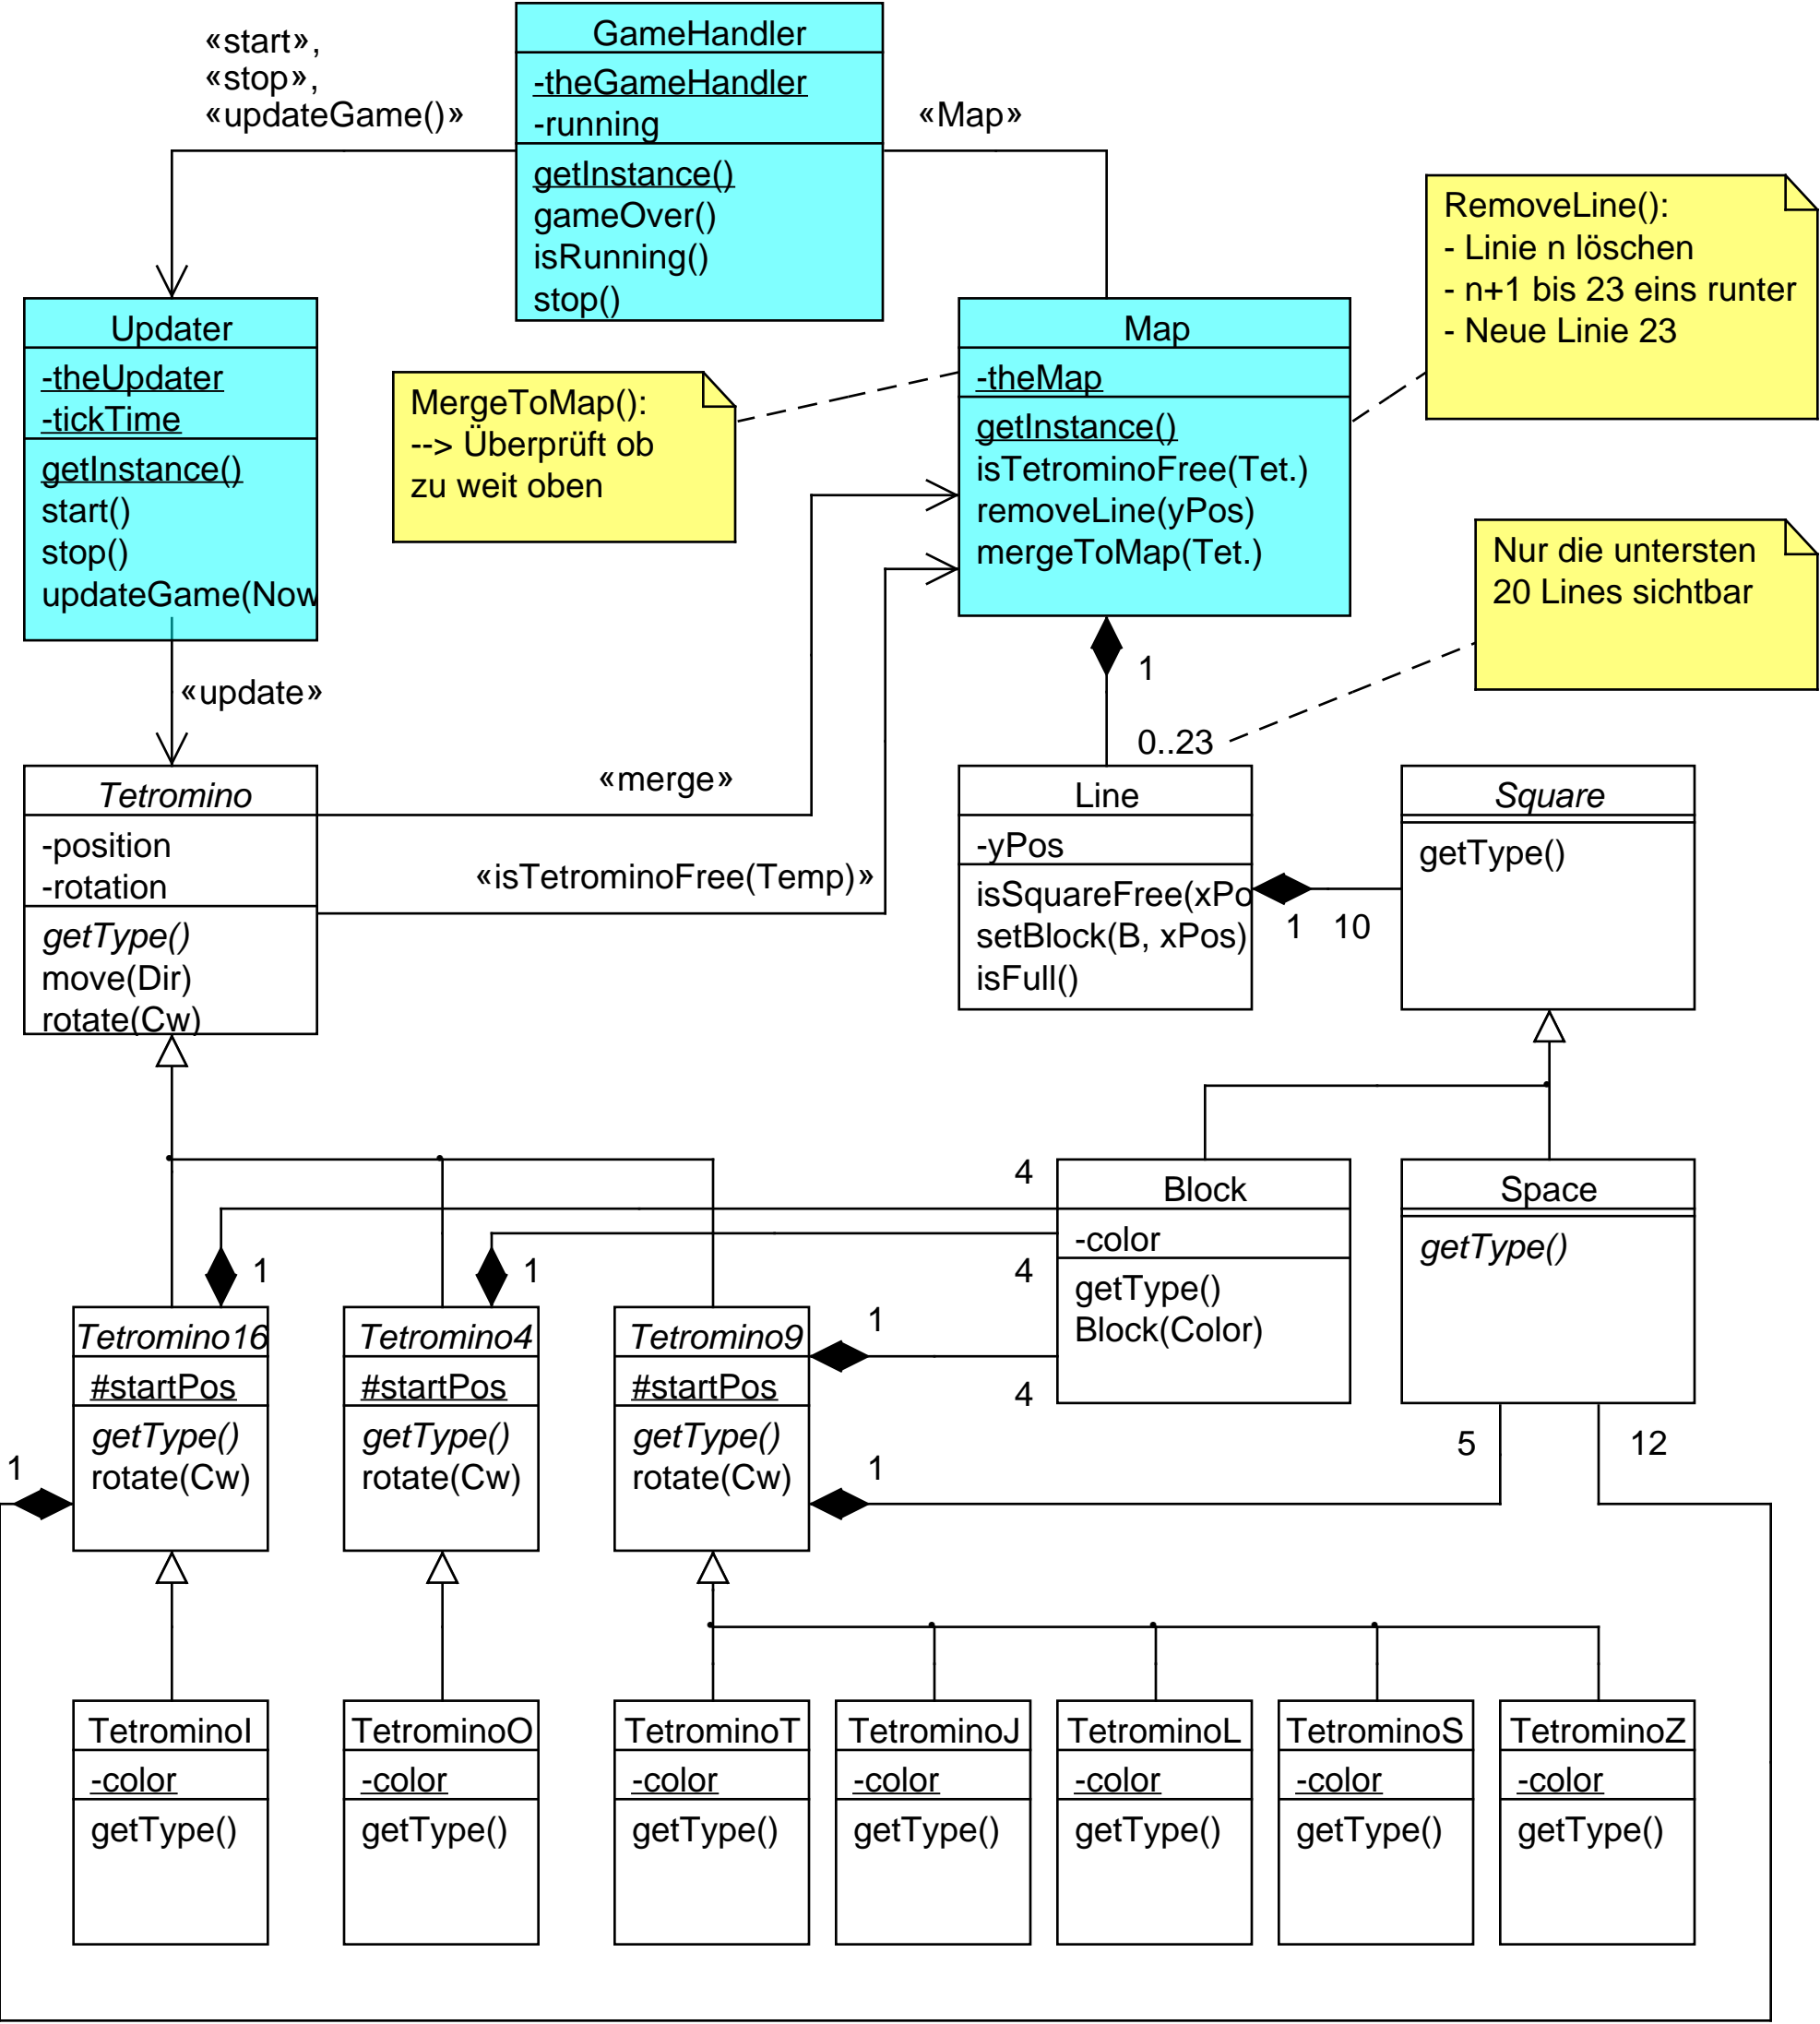 «start»,
«stop»,
«updateGame()»
GameHandler
-theGameHandler
-running
getInstance()
gameOver()
isRunning()
stop()
«Map»
RemoveLine():
- Linie n löschen
- n+1 bis 23 eins runter
- Neue Linie 23
Updater
-theUpdater
-tickTime
getInstance()
start()
stop()
updateGame(Now
MergeToMap():
--> Überprüft ob
zu weit oben
Map
-theMap
getInstance()
isTetrominoFree(Tet.)
removeLine(yPos)
mergeToMap(Tet.)
Nur die untersten
20 Lines sichtbar
«update»
1
0..23
«merge»
«isTetrominoFree(Temp)»
Tetromino
-position
-rotation
getType()
move(Dir)
rotate(Cw)
Line
-yPos
isSquareFree(xPo
setBlock(B, xPos)
isFull()
1
10
Square
getType()
4
4
4
Block
-color
getType()
Block(Color)
Space
getType()
5
12
1
1
1
1
1
Tetromino16
#startPos
getType()
rotate(Cw)
Tetromino4
#startPos
getType()
rotate(Cw)
Tetromino9
#startPos
getType()
rotate(Cw)
TetrominoI
-color
getType()
TetrominoO
-color
getType()
TetrominoT
-color
getType()
TetrominoJ
-color
getType()
TetrominoL
-color
getType()
TetrominoS
-color
getType()
TetrominoZ
-color
getType()